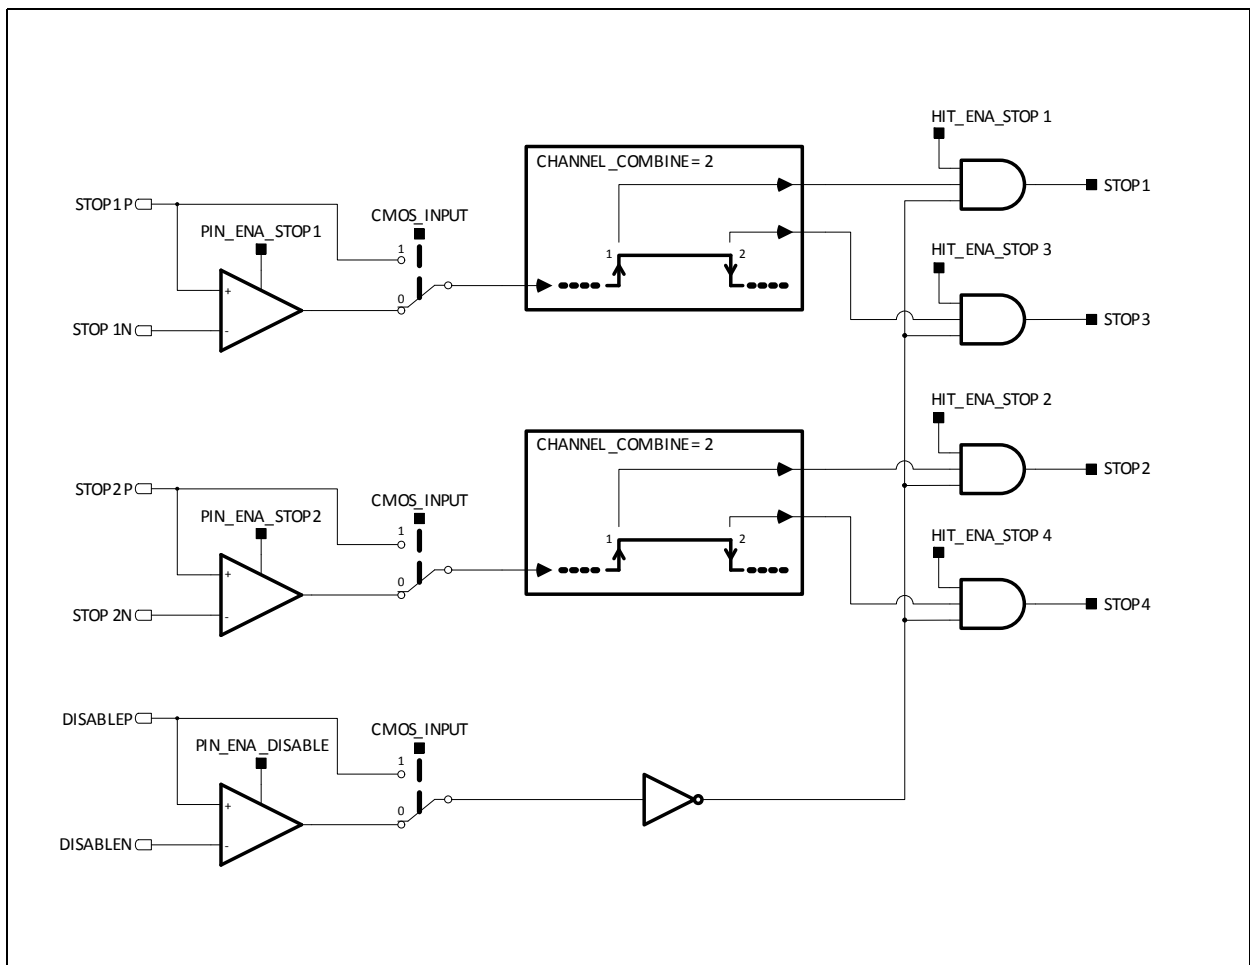 HIT_ENA_STOP 1
CHANNEL_COMBINE = 2
STOP1
STOP1P
CMOS_INPUT
PIN_ENA_STOP1
1
1
2
HIT_ENA_STOP 3
+
0
STOP 1N
-
STOP3
HIT_ENA_STOP 2
CHANNEL_COMBINE = 2
STOP2
STOP2P
CMOS_INPUT
PIN_ENA_STOP2
1
1
2
HIT_ENA_STOP 4
+
0
STOP 2N
-
STOP4
DISABLEP
CMOS_INPUT
PIN_ENA_DISABLE
1
+
0
DISABLEN
-